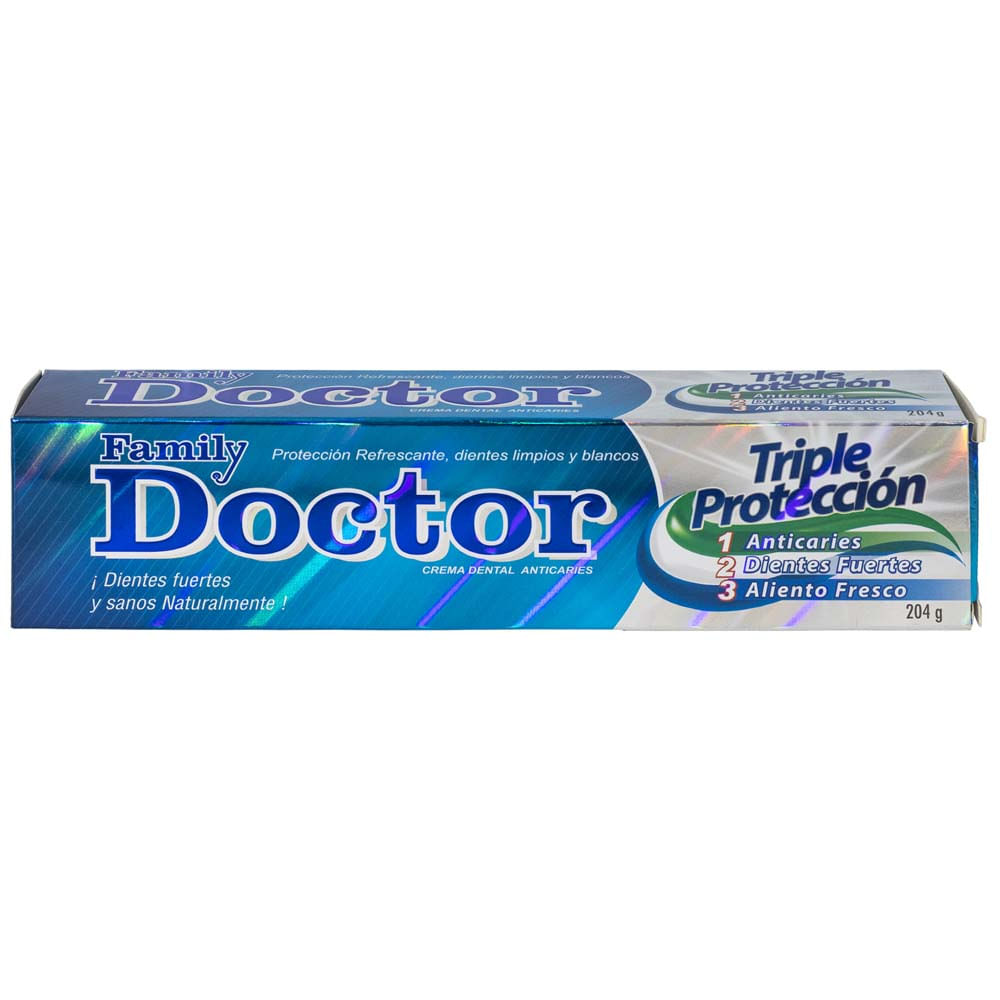 Family
Doctor
Protección Refrescante, dientes limpios y blancos
CREMA DENTAL ANTICARIES
Triple
Protección
1 Anticaries
2 Dientes Fuertes
3 Aliento Fresco
204 g
Family
Doctor
Protección Refrescante, dientes limpios y blancos
CREMA DENTAL ANTICARIES
¡ Dientes fuertes
y sanos Naturalmente !
Triple
Protección
1 Anticaries
2 Dientes Fuertes
3 Aliento Fresco
204 g